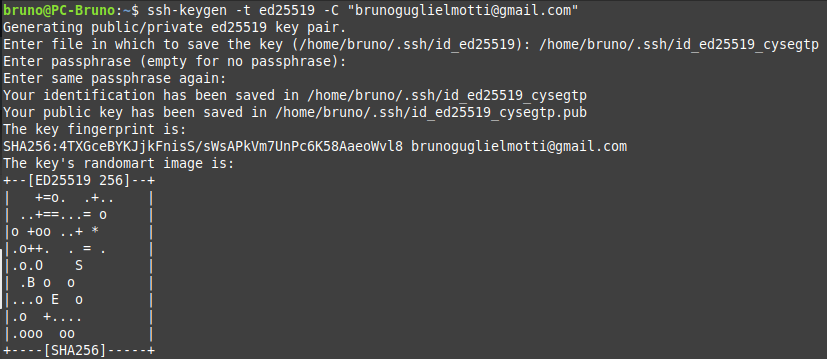 bruno@PC-Bruno:~$ ssh-keygen -t ed25519 -C "brunoguglielmotti@gmail.com"
Generating public/private ed25519 key pair.
Enter file in which to save the key (/home/bruno/.ssh/id_ed25519): /home/bruno/.ssh/id_ed25519_cysegtp
Enter passphrase (empty for no passphrase):
Enter same passphrase again:
Your identification has been saved in /home/bruno/.ssh/id_ed25519_cysegtp
Your public key has been saved in /home/bruno/.ssh/id_ed25519_cysegtp.pub
The key fingerprint is:
SHA256:4TXGceBYKJjkFnisS/sWsAPkVm7UnPc6K58AaeoWvl8 brunoguglielmotti@gmail.com
The key's randomart image is:
+--[ED25519 256]--+
|   +=o.  .+..    |
| ..+==...= o     |
|o +oo ..+ *      |
|.o++.  . = .     |
|.o.O    S        |
| .B o  o         |
|...o E  o        |
|.o  +....        |
|.ooo  oo         |
+----[SHA256]-----+